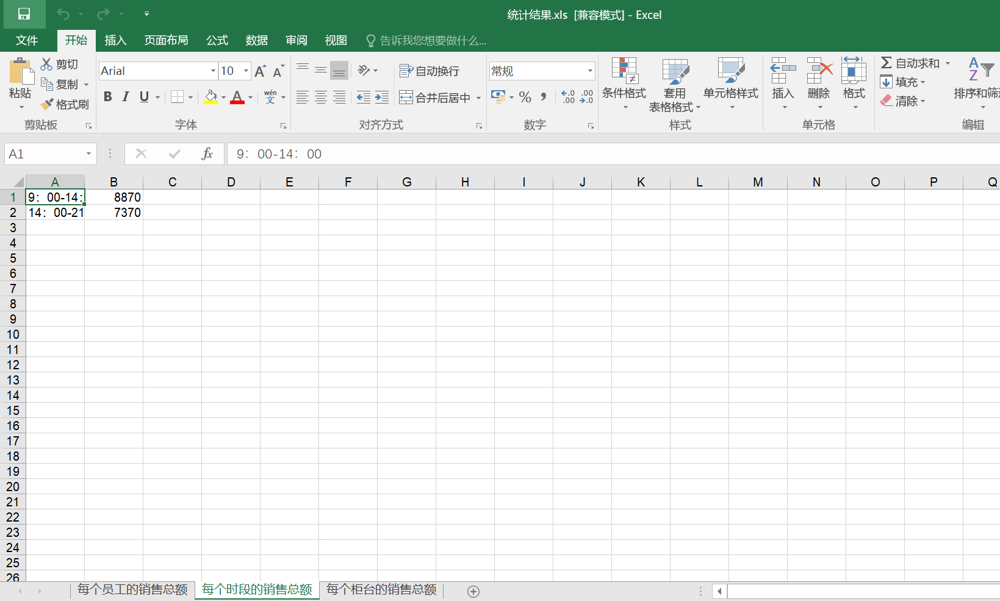 统计结果.xls [兼容模式] - Excel
文件 开始 插入 页面布局 公式 数据 审阅 视图 告诉我您想要做什么...
粘贴 剪切 复制 格式刷 剪贴板
Arial 10 A A B I U A wén 文 字体
自动换行 合并后居中 对齐方式
常规 % , .0 .00 .00 .0 数字
条件格式 套用 表格格式 单元格样式 样式
插入 删除 格式 单元格
Σ 自动求和 填充 清除 A Z 排序和筛 编辑
A1 fx 9：00-14：00
A B C D E F G H I J K L M N O P Q
1 9：00-14： 8870
2 14：00-21 7370
3
4
5
6
7
8
9
10
11
12
13
14
15
16
17
18
19
20
21
22
23
24
25
26
每个员工的销售总额 每个时段的销售总额 每个柜台的销售总额